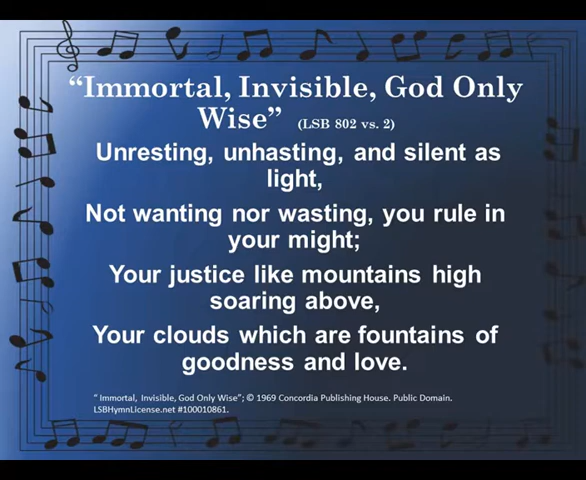 “Immortal, Invisible, God Only
Wise” (LSB 802 vs. 2)
Unresting, unhasting, and silent as
light,
Not wanting nor wasting, you rule in
your might;
Your justice like mountains high
soaring above,
Your clouds which are fountains of
goodness and love.
“ Immortal, Invisible, God Only Wise”; © 1969 Concordia Publishing House. Public Domain.
LSBHymnLicense.net #100010861.